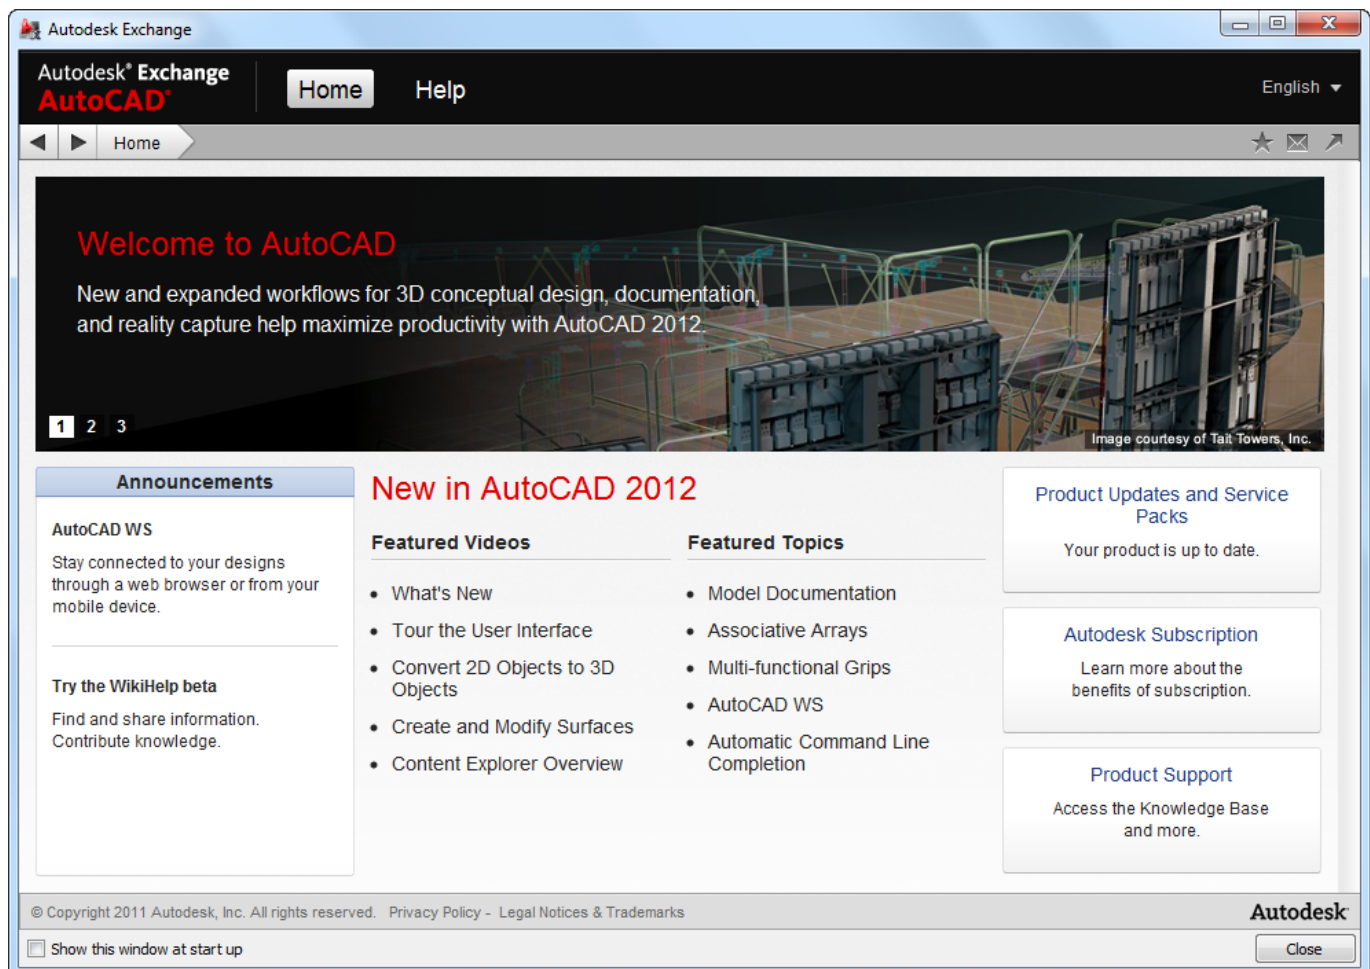 Autodesk Exchange
Autodesk® Exchange
AutoCAD®
Home
Help
English
Home
Welcome to AutoCAD
New and expanded workflows for 3D conceptual design, documentation,
and reality capture help maximize productivity with AutoCAD 2012.
1 2 3
Image courtesy of Tait Towers, Inc.
Announcements
AutoCAD WS
Stay connected to your designs
through a web browser or from your
mobile device.
Try the WikiHelp beta
Find and share information.
Contribute knowledge.
New in AutoCAD 2012
Featured Videos
What's New
Tour the User Interface
Convert 2D Objects to 3D
Objects
Create and Modify Surfaces
Content Explorer Overview
Featured Topics
Model Documentation
Associative Arrays
Multi-functional Grips
AutoCAD WS
Automatic Command Line
Completion
Product Updates and Service
Packs
Your product is up to date.
Autodesk Subscription
Learn more about the
benefits of subscription.
Product Support
Access the Knowledge Base
and more.
© Copyright 2011 Autodesk, Inc. All rights reserved. Privacy Policy - Legal Notices & Trademarks
Autodesk
Show this window at start up
Close